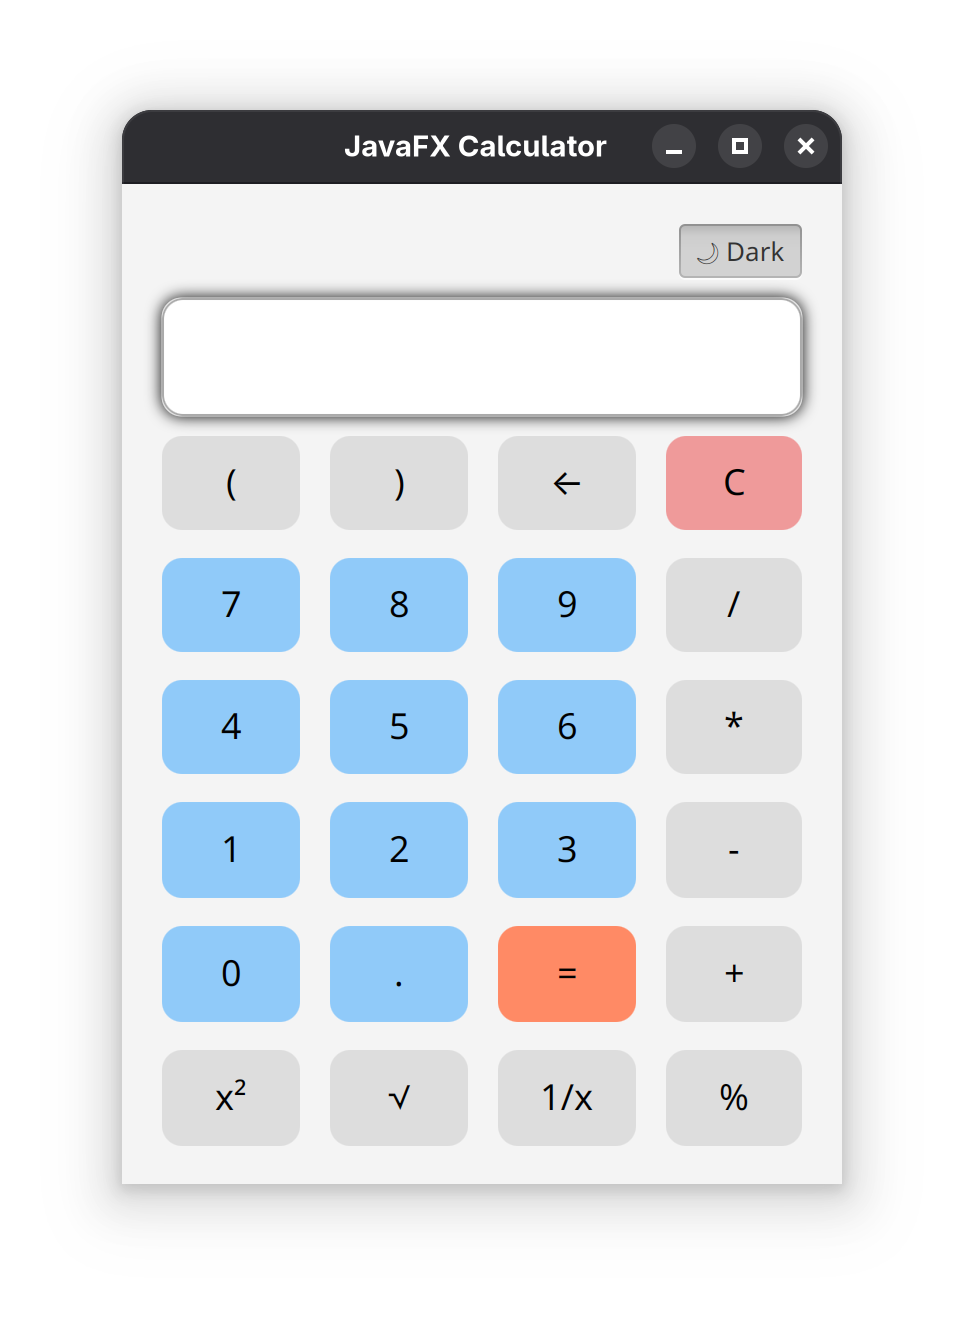 JavaFX Calculator
☽ Dark
( ) ← C
7 8 9 /
4 5 6 *
1 2 3 -
0 . = +
x² √ 1/x %